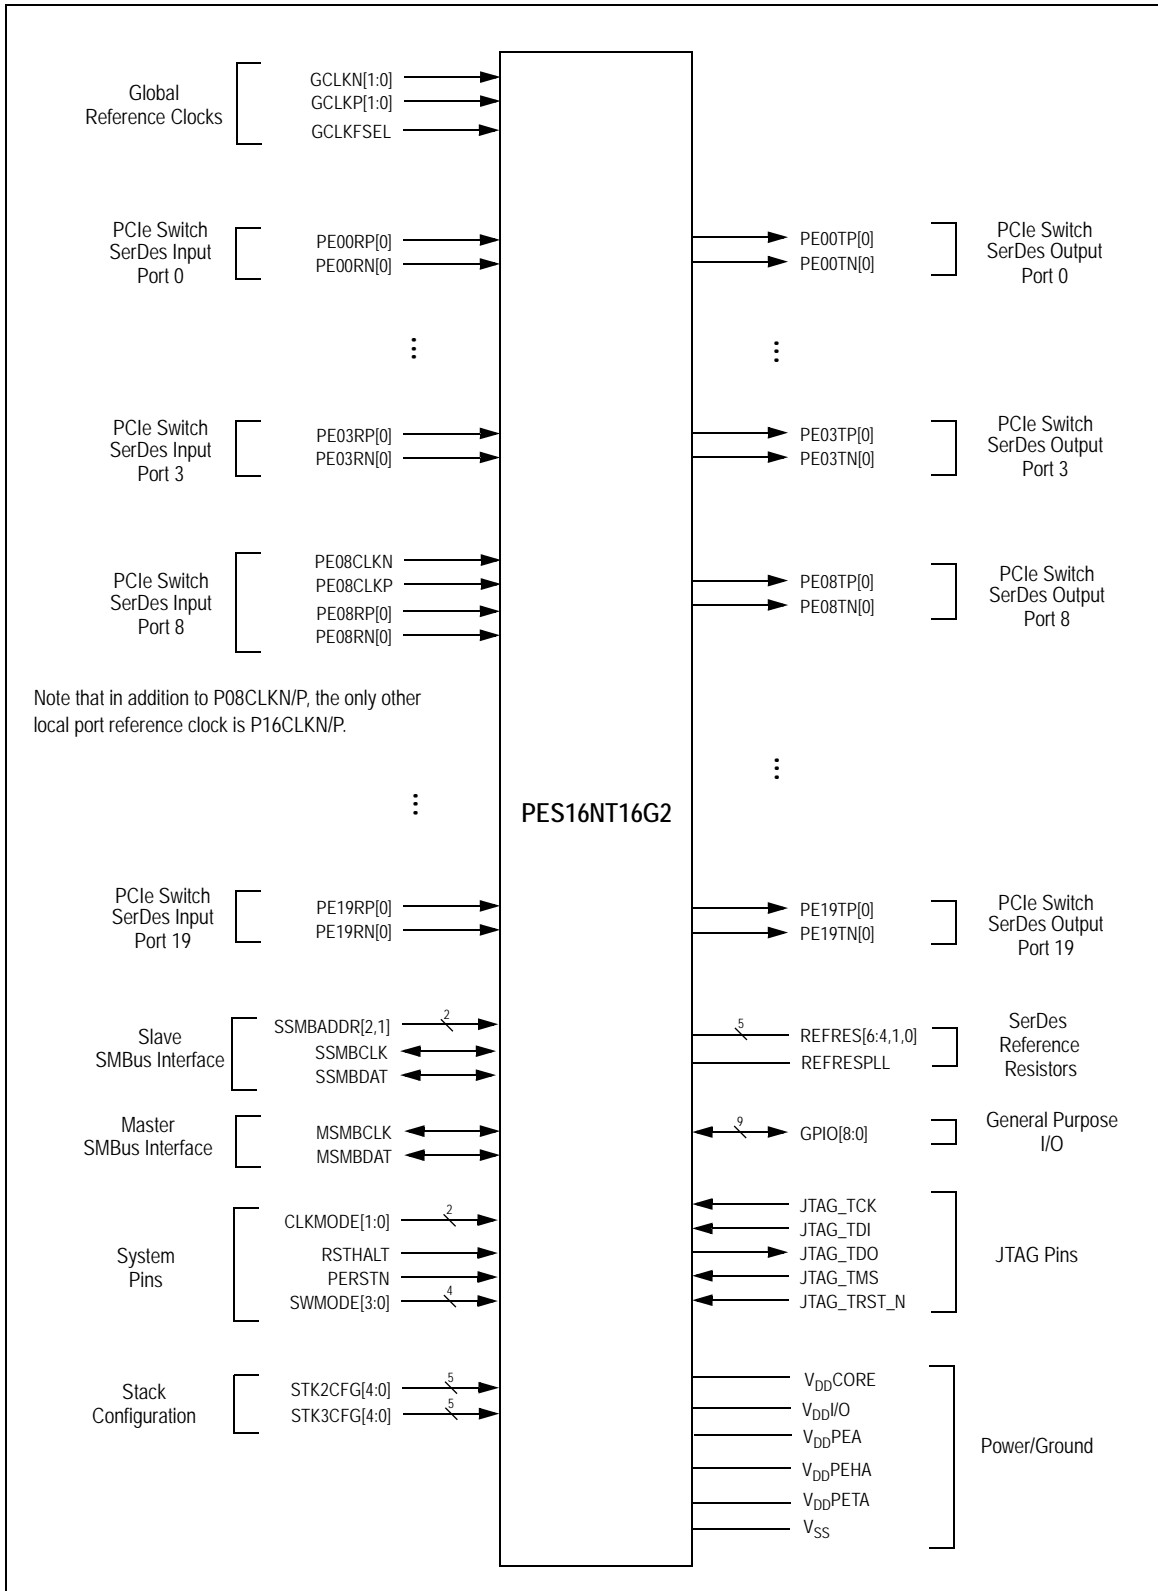 Global
Reference Clocks
GCLKN[1:0]
GCLKP[1:0]
GCLKFSEL
PCIe Switch
SerDes Input
Port 0
PE00RP[0]
PE00RN[0]
PE00TP[0]
PE00TN[0]
PCIe Switch
SerDes Output
Port 0
PCIe Switch
SerDes Input
Port 3
PE03RP[0]
PE03RN[0]
PE03TP[0]
PE03TN[0]
PCIe Switch
SerDes Output
Port 3
PCIe Switch
SerDes Input
Port 8
PE08CLKN
PE08CLKP
PE08RP[0]
PE08RN[0]
PE08TP[0]
PE08TN[0]
PCIe Switch
SerDes Output
Port 8
Note that in addition to P08CLKN/P, the only other
local port reference clock is P16CLKN/P.
PES16NT16G2
PCIe Switch
SerDes Input
Port 19
PE19RP[0]
PE19RN[0]
PE19TP[0]
PE19TN[0]
PCIe Switch
SerDes Output
Port 19
Slave
SMBus Interface
SSMBADDR[2,1]
2
SSMBCLK
SSMBDAT
5
REFRES[6:4,1,0]
REFRESPLL
SerDes
Reference
Resistors
Master
SMBus Interface
MSMBCLK
MSMBDAT
9
GPIO[8:0]
General Purpose
I/O
System
Pins
CLKMODE[1:0]
2
RSTHALT
PERSTN
SWMODE[3:0]
4
JTAG_TCK
JTAG_TDI
JTAG_TDO
JTAG_TMS
JTAG_TRST_N
JTAG Pins
Stack
Configuration
STK2CFG[4:0]
5
STK3CFG[4:0]
5
VDDCORE
VDDI/O
VDDPEA
VDDPEHA
VDDPETA
VSS
Power/Ground